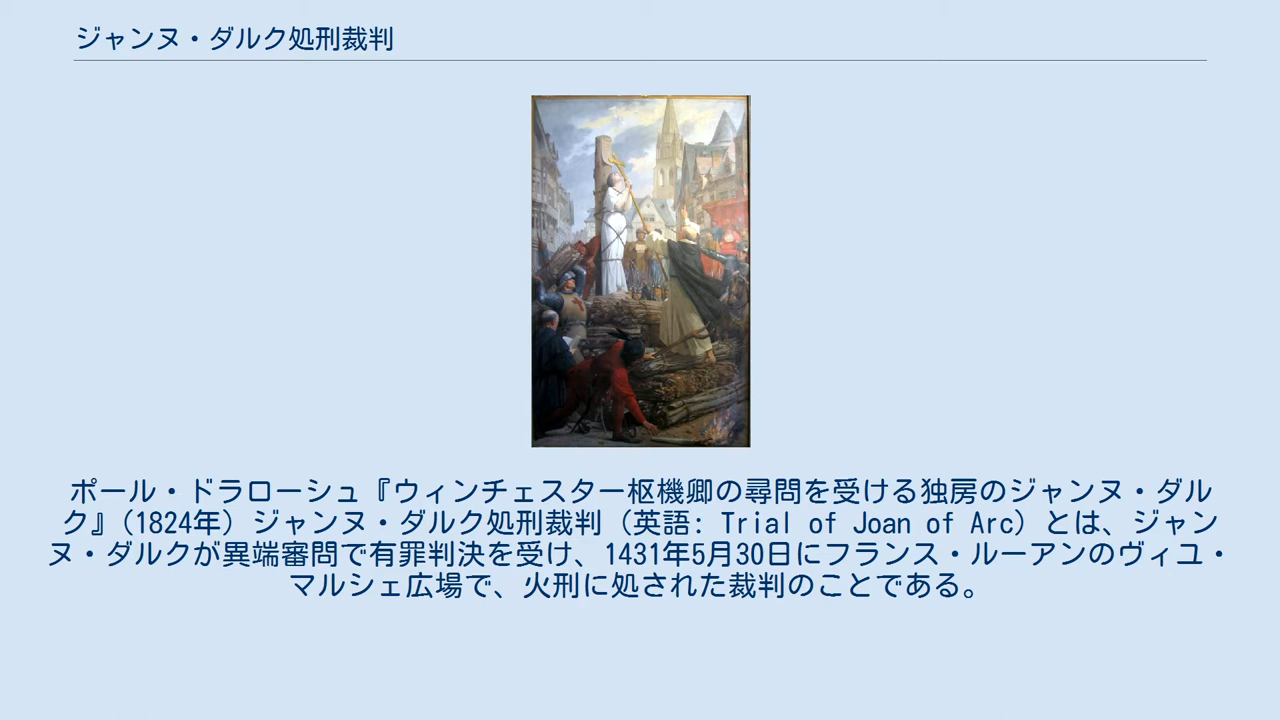 ジャンヌ・ダルク処刑裁判
ポール・ドラローシュ『ウィンチェスター枢機卿の尋問を受ける独房のジャンヌ・ダル
ク』（1824年）ジャンヌ・ダルク処刑裁判（英語: Trial of Joan of Arc）とは、ジャン
ヌ・ダルクが異端審問で有罪判決を受け、1431年5月30日にフランス・ルーアンのヴィユ・
マルシェ広場で、火刑に処された裁判のことである。